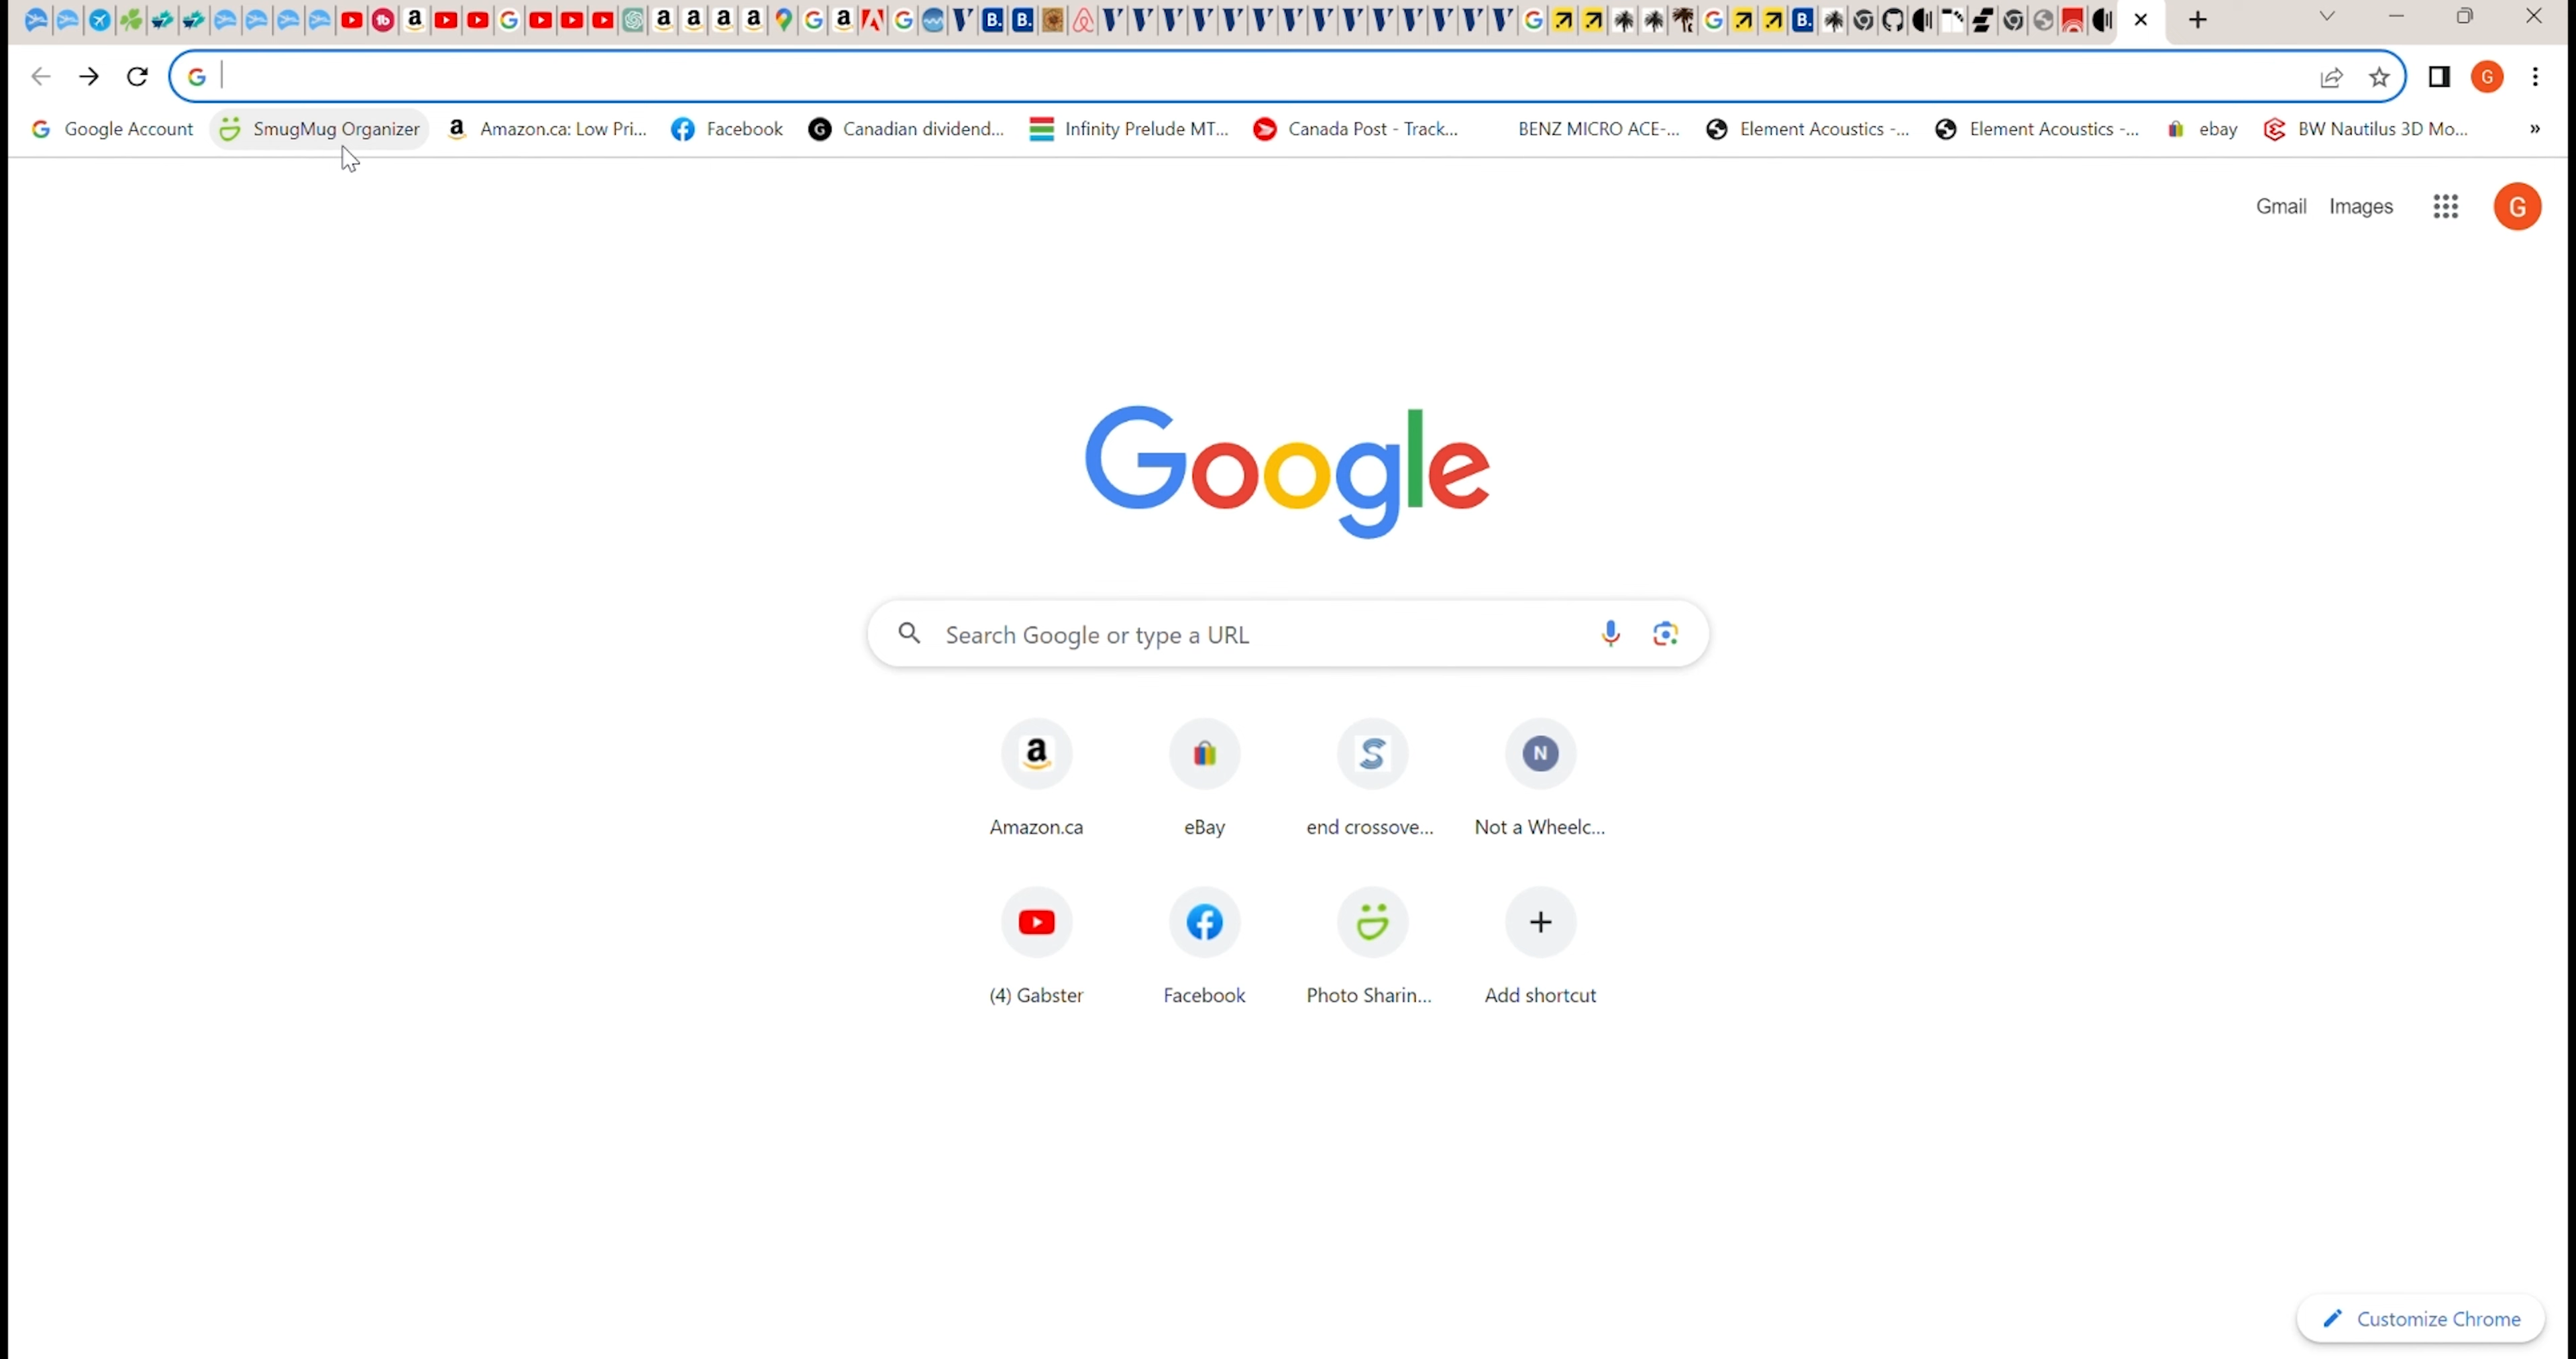 Google Account SmugMug Organizer Amazon.ca: Low Pri... Facebook Canadian dividend... Infinity Prelude MT... Canada Post - Track... BENZ MICRO ACE-... Element Acoustics -... Element Acoustics -... ebay BW Nautilus 3D Mo... »
Gmail Images G
Google
Search Google or type a URL
Amazon.ca eBay end crossove... Not a Wheelc...
(4) Gabster Facebook Photo Sharin... Add shortcut
Customize Chrome